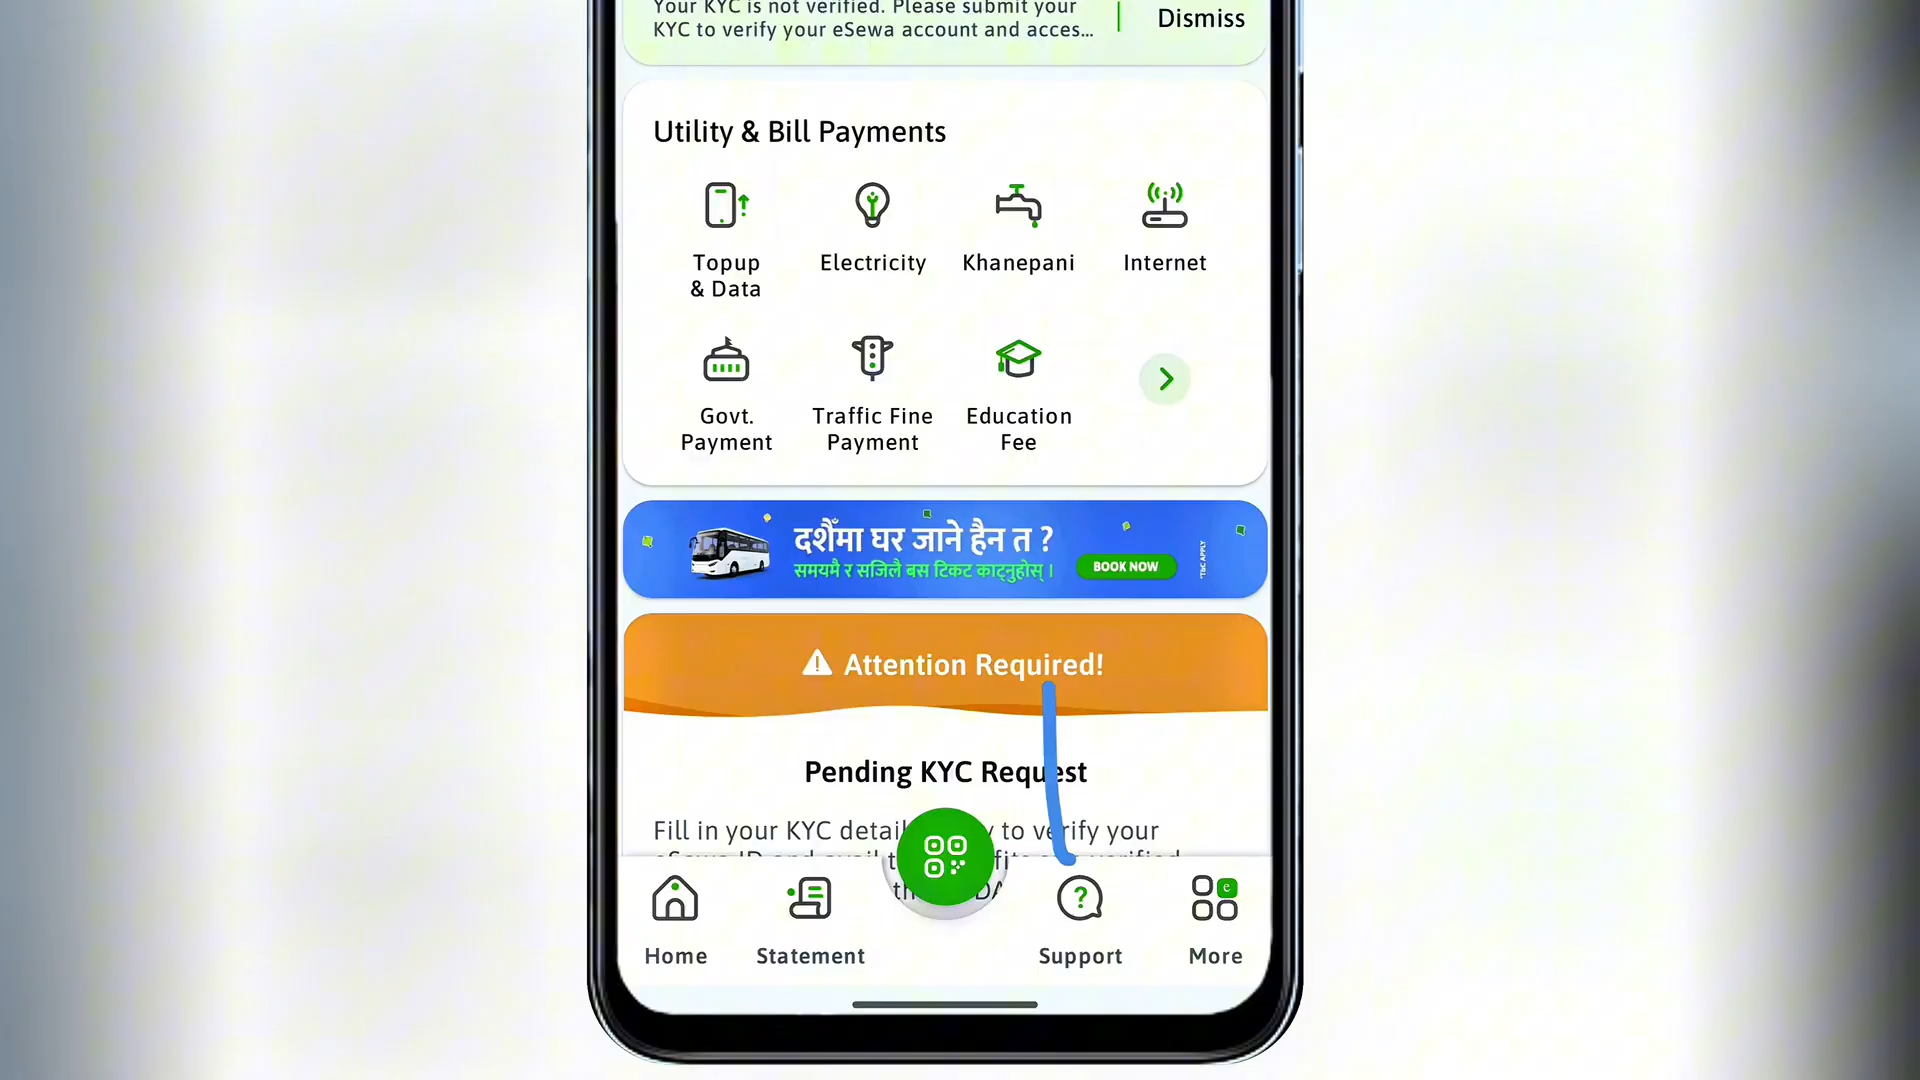 Your KYC is not verified. Please submit your
KYC to verify your eSewa account and acces...
Dismiss
Utility & Bill Payments
Topup
& Data
Electricity
Khanepani
Internet
Govt.
Payment
Traffic Fine
Payment
Education
Fee
दशैँमा घर जाने हैन त ?
समयमै र सजिलै बस टिकट काट्नुहोस् ।
BOOK NOW
*T&C APPLY
Attention Required!
Pending KYC Request
Fill in your KYC to verify your
Home
Statement
Support
More